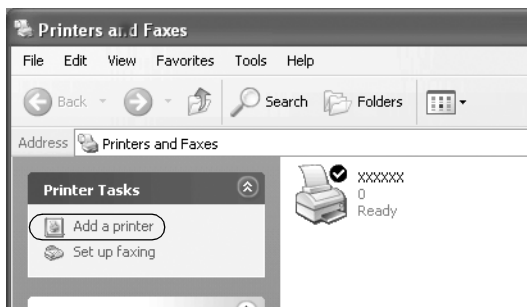 Printers and Faxes
File Edit View Favorites Tools Help
Back Search Folders
Address Printers and Faxes
Printer Tasks
Add a printer
Set up faxing
xxxxxx
0
Ready